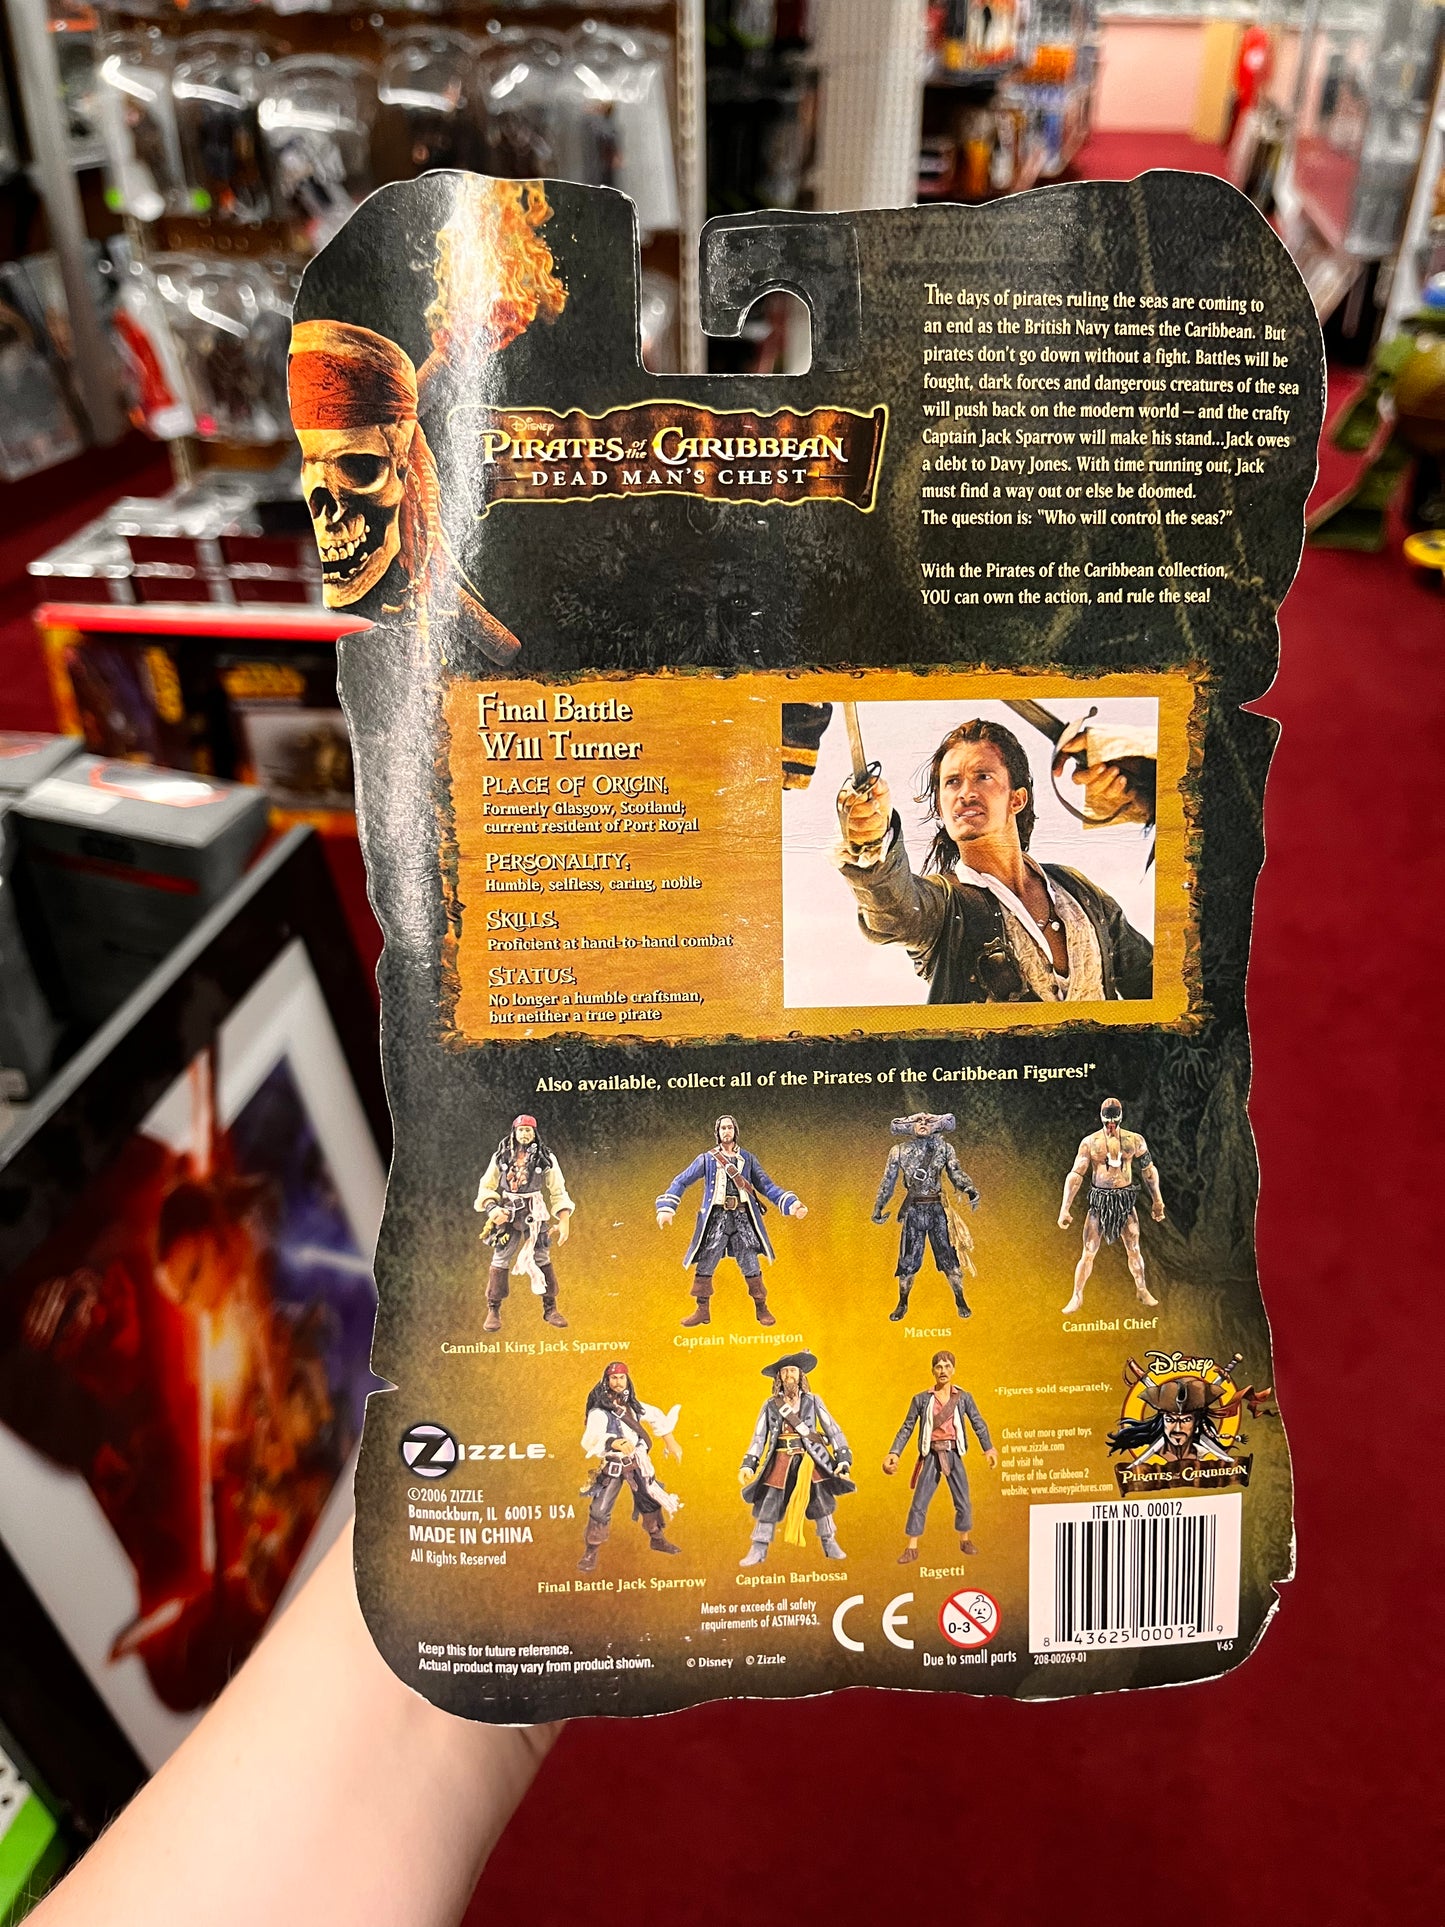 The days of pirates ruling the seas are coming to
an end as the British Navy tames the Caribbean. But
pirates don't go down without a fight. Battles will be
fought, dark forces and dangerous creatures of the sea
will push back on the modern world – and the crafty
Captain Jack Sparrow will make his stand...Jack owes
a debt to Davy Jones. With time running out, Jack
must find a way out or else be doomed.
The question is: "Who will control the seas?"
With the Pirates of the Caribbean collection,
YOU can own the action, and rule the sea!
Disney
PIRATES of the CARIBBEAN
DEAD MAN'S CHEST
Final Battle
Will Turner
PLACE OF ORIGIN:
Formerly Glasgow, Scotland;
current resident of Port Royal
PERSONALITY:
Humble, selfless, caring, noble
SKILLS:
Proficient at hand-to-hand combat
STATUS:
No longer a humble craftsman,
but neither a true pirate
Also available, collect all of the Pirates of the Caribbean Figures!*
Cannibal King Jack Sparrow
Captain Norrington
Maccus
Cannibal Chief
Final Battle Jack Sparrow
Captain Barbossa
Ragetti
*Figures sold separately.
Check out more great toys
at www.zizzle.com
and visit the
Pirates of the Caribbean 2
website: www.disneypictures.com
Disney
PIRATES of the CARIBBEAN
ZIZZLE™
©2006 ZIZZLE
Bannockburn, IL 60015 USA
MADE IN CHINA
All Rights Reserved
Meets or exceeds all safety
requirements of ASTMF963.
CE
0-3
Due to small parts
Keep this for future reference.
Actual product may vary from product shown.
© Disney © Zizzle
ITEM NO. 00012
8 43625 00012 9
208-00269-01
V-65